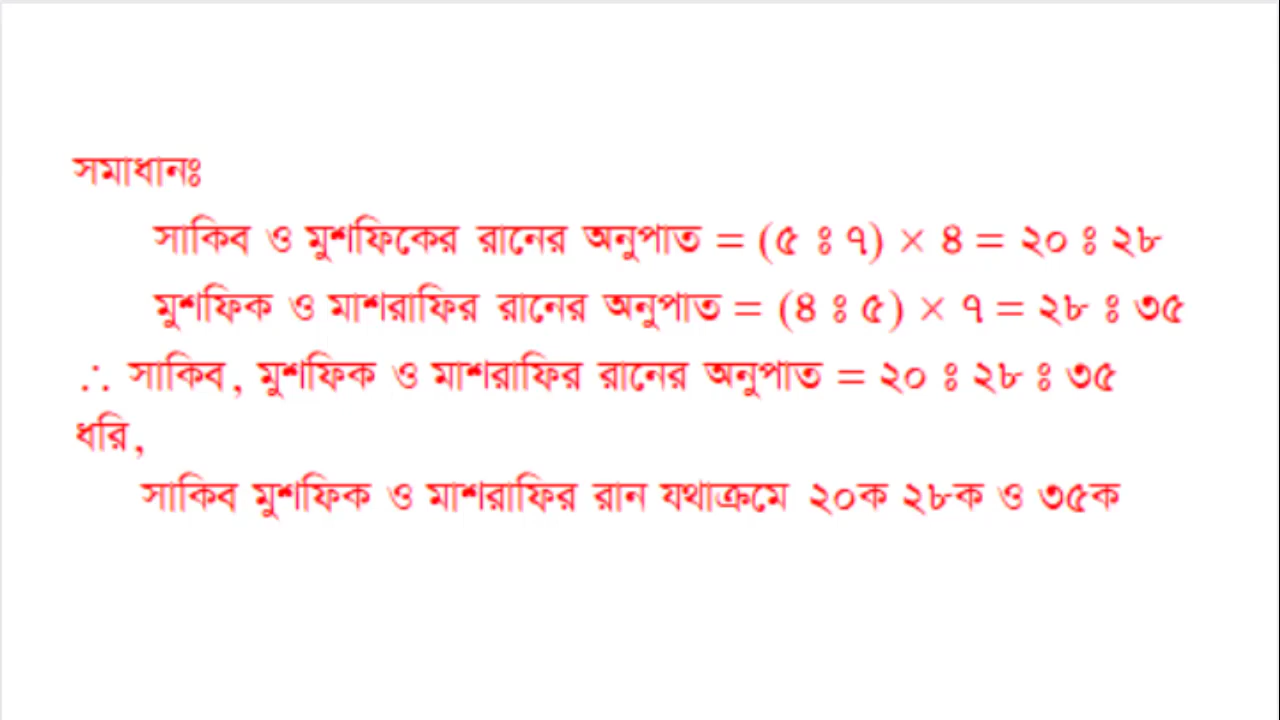 সমাধানঃ
সাকিব ও মুশফিকের রানের অনুপাত = (৫ ঃ ৭) × ৪ = ২০ ঃ ২৮
মুশফিক ও মাশরাফির রানের অনুপাত = (৪ ঃ ৫) × ৭ = ২৮ ঃ ৩৫
∴ সাকিব, মুশফিক ও মাশরাফির রানের অনুপাত = ২০ ঃ ২৮ ঃ ৩৫
ধরি,
সাকিব মুশফিক ও মাশরাফির রান যথাক্রমে ২০ক ২৮ক ও ৩৫ক